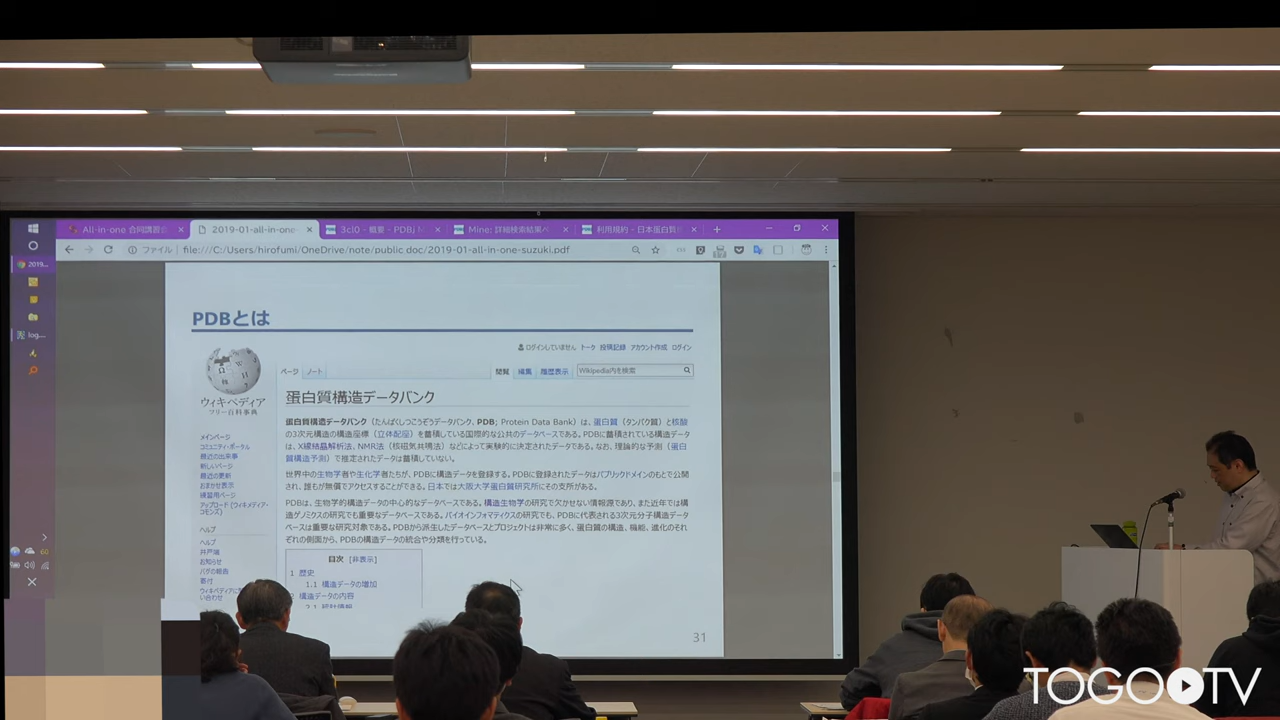 All-in-one 合同講習会
2019-01-all-in-one-
3cl0 - 概要 - PDBj M
Mine: 詳細検索結果ペ
利用規約 - 日本蛋白質
2019...
ファイル
file:///C:/Users/hirofumi/OneDrive/note/public doc/2019-01-all-in-one-suzuki.pdf
log....
PDBとは
ログインしていません トーク 投稿記録 アカウント作成 ログイン
ページ ノート 閲覧 編集 履歴表示 Wikipedia内を検索
ウィキペディア
フリー百科事典
蛋白質構造データバンク
蛋白質構造データバンク（たんぱくしつこうぞうデータバンク、PDB; Protein Data Bank）は、蛋白質（タンパク質）と核酸
の3次元構造の構造座標（立体配座）を蓄積している国際的な公共のデータベースである。PDBに蓄積されている構造データ
は、X線結晶解析法、NMR法（核磁気共鳴法）などによって実験的に決定されたデータである。なお、理論的な予測（蛋白
質構造予測）で推定されたデータは蓄積していない。
世界中の生物学者や生化学者たちが、PDBに構造データを登録する。PDBに登録されたデータはパブリックドメインのもとで公開
され、誰もが無償でアクセスすることができる。日本では大阪大学蛋白質研究所にその支所がある。
PDBは、生物学的構造データの中心的なデータベースである。構造生物学の研究で欠かせない情報源であり、また近年では構
造ゲノミクスの研究でも重要なデータベースである。バイオインフォマティクスの研究でも、PDBに代表される3次元分子構造データ
ベースは重要な研究対象である。PDBから派生したデータベースとプロジェクトは非常に多く、蛋白質の構造、機能、進化のそれ
ぞれの側面から、PDBの構造データの統合や分類を行っている。
メインページ
コミュニティ・ポータル
最近の出来事
新しいページ
最近の更新
おまかせ表示
練習用ページ
アップロード (ウィキメディア・
コモンズ)
ヘルプ
ヘルプ
井戸端
お知らせ
バグの報告
寄付
ウィキペディアに
い合わせ
目次 [非表示]
1 歴史
1.1 構造データの増加
2 構造データの内容
60
31
TOGOTV